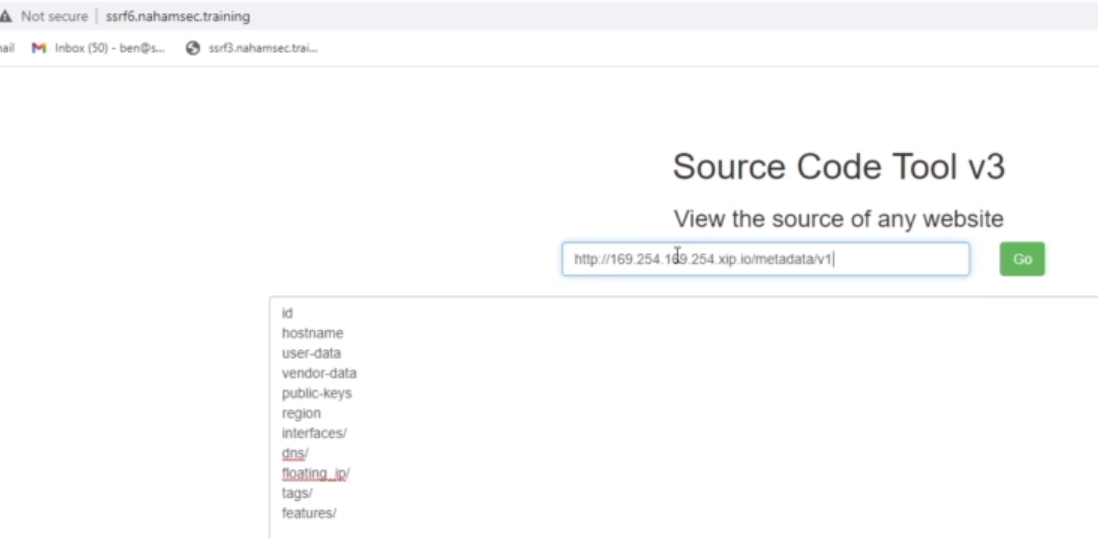 Not secure | ssrf6.nahamsec.training
ail Inbox (50) - ben@s... ssrf3.nahamsec.trai...
Source Code Tool v3
View the source of any website
http://169.254.169.254.xip.io/metadata/v1 Go
id
hostname
user-data
vendor-data
public-keys
region
interfaces/
dns/
floating_ip/
tags/
features/